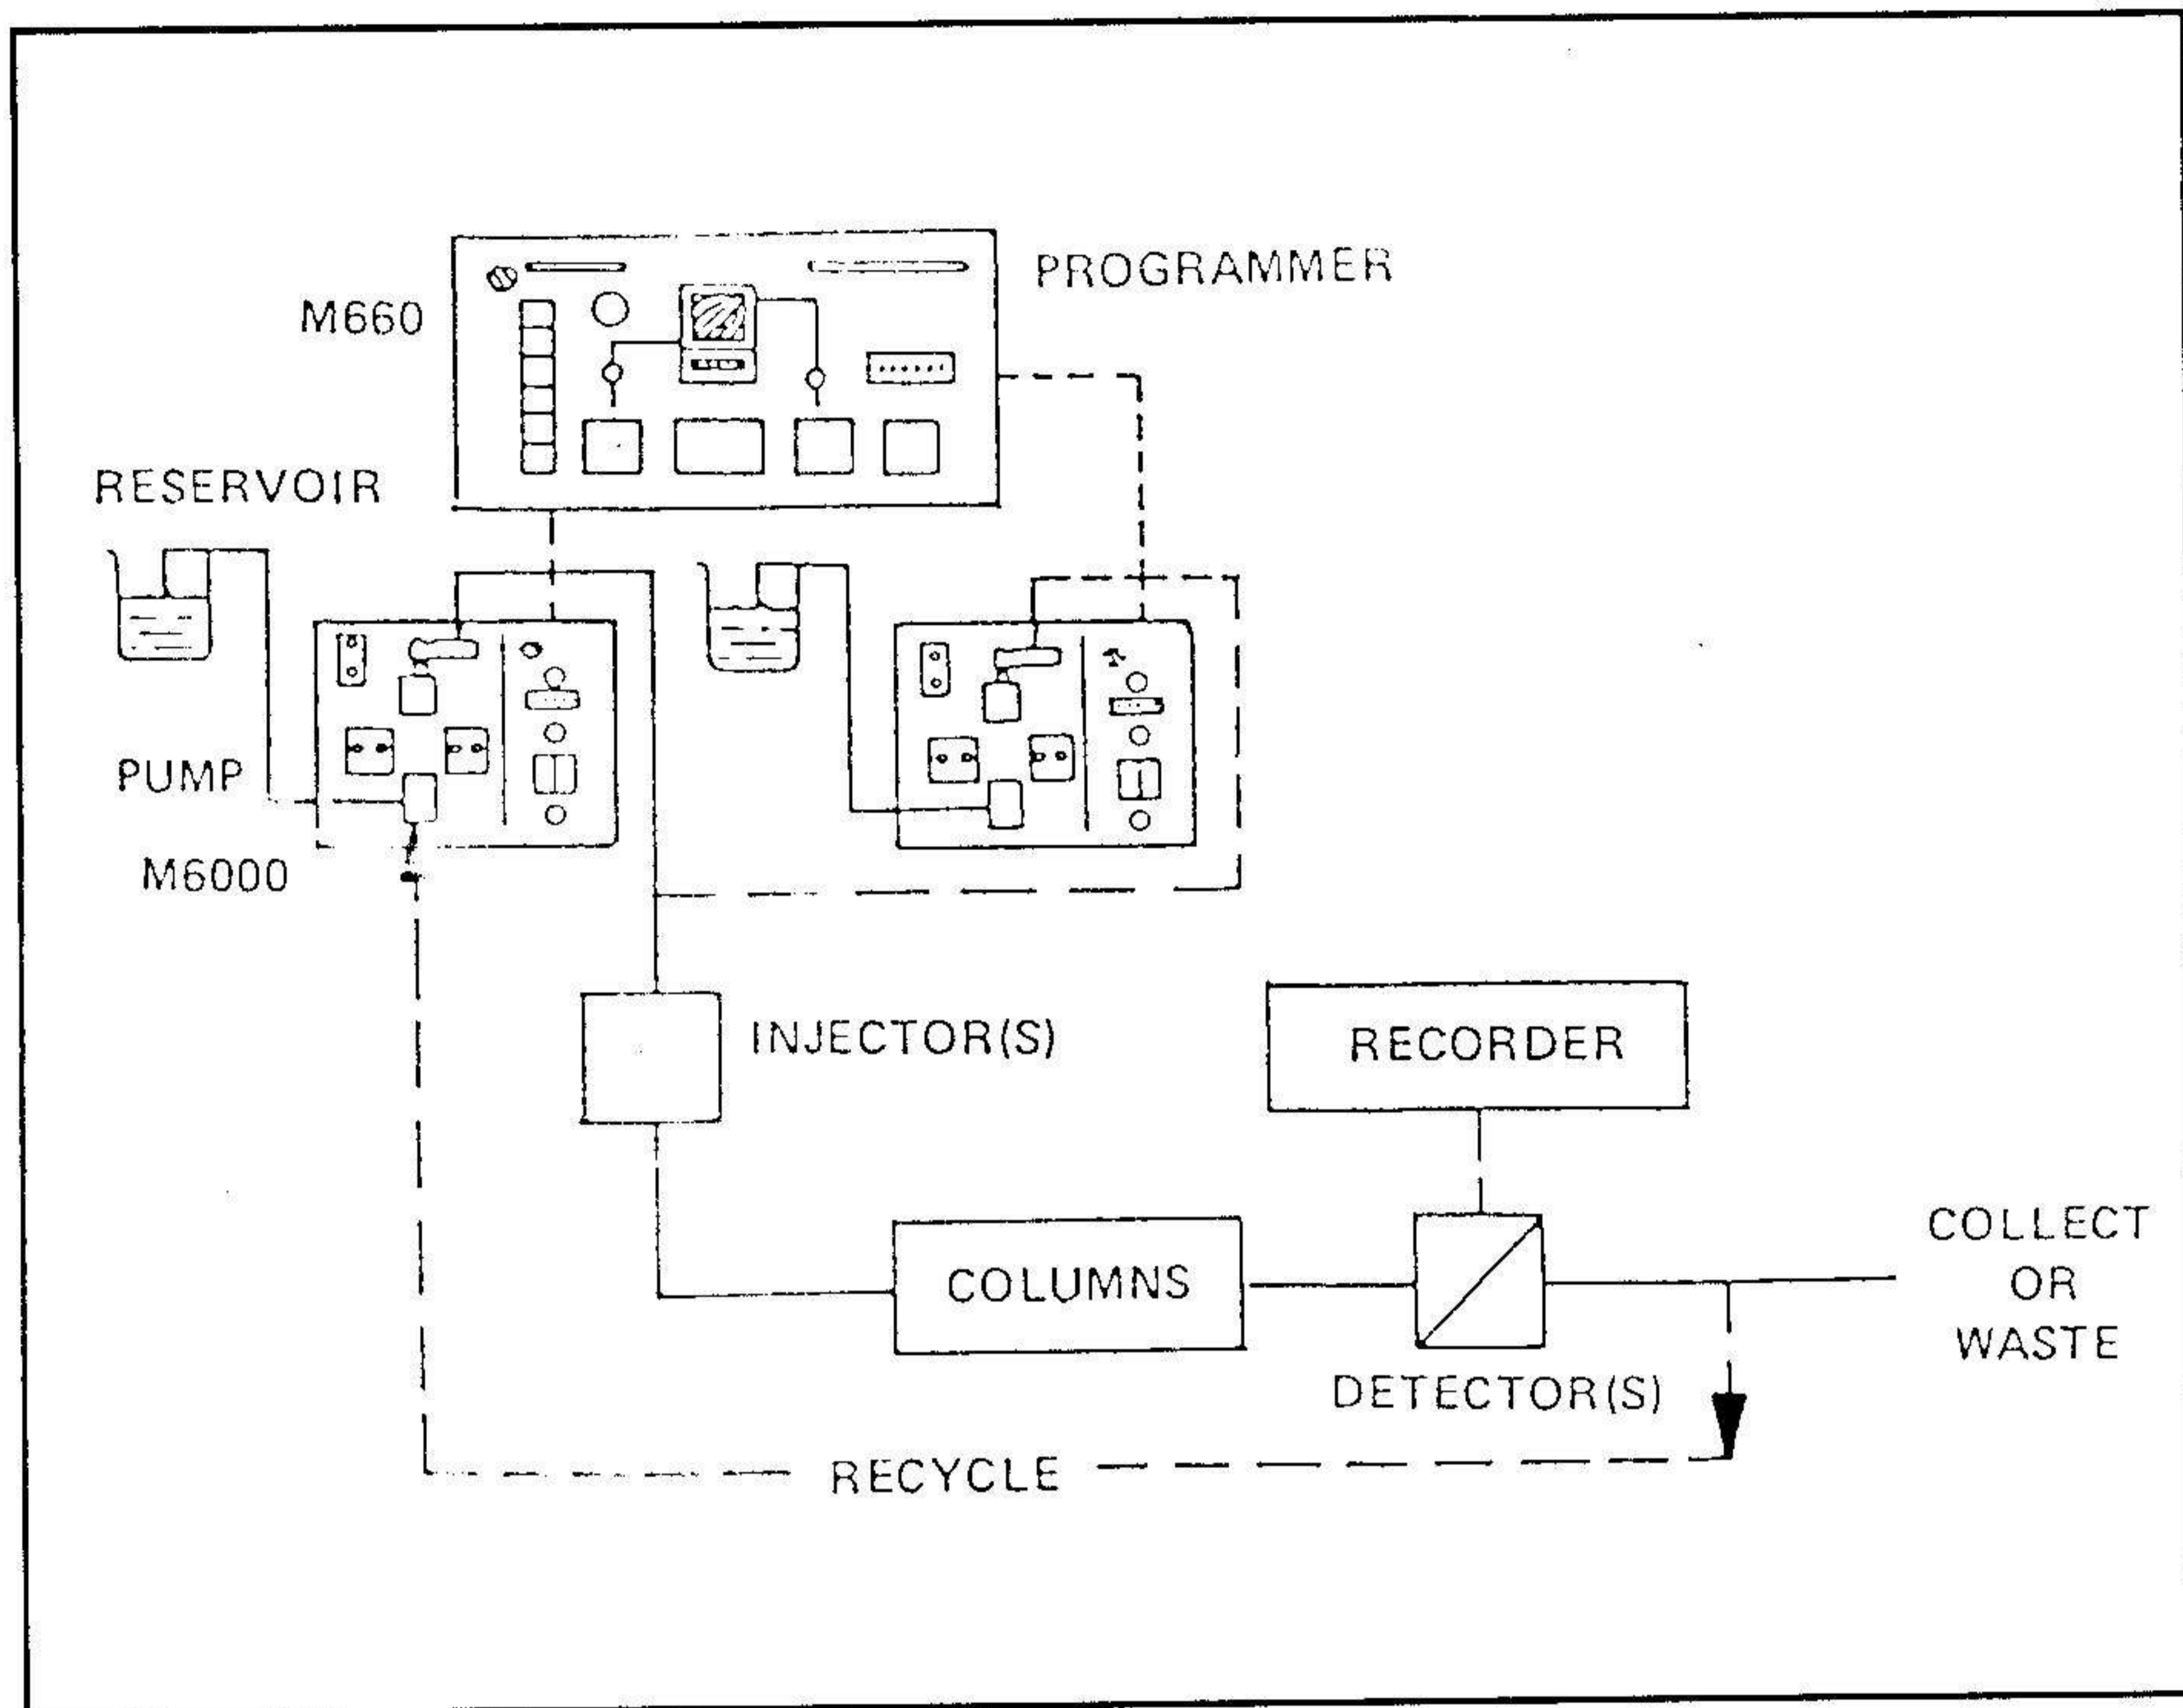 PROGRAMMER
M660
RESERVOIR
PUMP
M6000
INJECTOR(S)
RECORDER
COLUMNS
COLLECT
OR
WASTE
DETECTOR(S)
RECYCLE